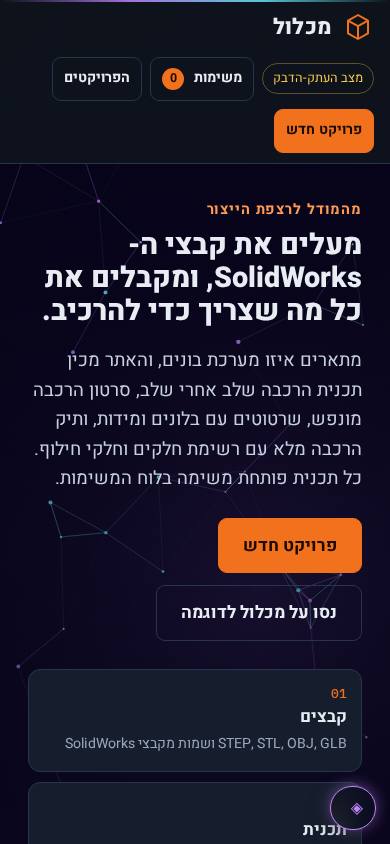 מכלול
מצב העתק-הדבק
משימות 0
הפרויקטים
פרויקט חדש
מהמודל לרצפת הייצור
מעלים את קבצי ה-
SolidWorks, ומקבלים את
כל מה שצריך כדי להרכיב.
מתארים איזו מערכת בונים, והאתר מכין
תכנית הרכבה שלב אחרי שלב, סרטון הרכבה
מונפש, שרטוטים עם בלונים ומידות, ותיק
הרכבה מלא עם רשימת חלקים וחלקי חילוף.
כל תכנית פותחת משימה בלוח המשימות.
פרויקט חדש
נסו על מכלול לדוגמה
01
קבצים
STEP, STL, OBJ, GLB ושמות מקבצי SolidWorks
תכנית